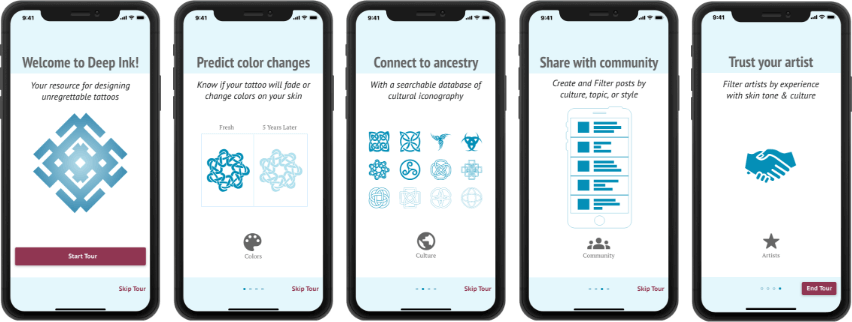 9:41
Welcome to Deep Ink!
Your resource for designing
unregrettable tattoos
Start Tour
Skip Tour
9:41
Predict color changes
Know if your tattoo will fade or
change colors on your skin
Fresh
5 Years Later
Colors
Skip Tour
9:41
Connect to ancestry
With a searchable database of
cultural iconography
Culture
Skip Tour
9:41
Share with community
Create and Filter posts by
culture, topic, or style
Community
Skip Tour
9:41
Trust your artist
Filter artists by experience
with skin tone & culture
Artists
End Tour